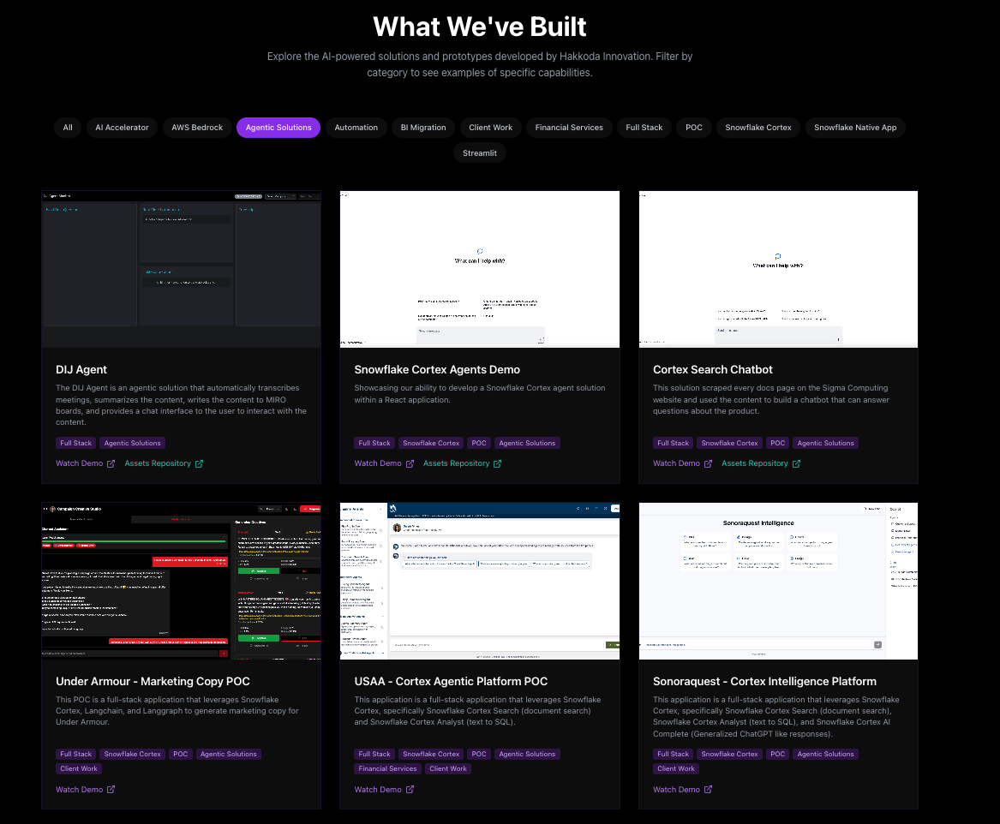 What We've Built
Explore the AI-powered solutions and prototypes developed by Hakkoda Innovation. Filter by
category to see examples of specific capabilities.
All AI Accelerator AWS Bedrock Agentic Solutions Automation BI Migration Client Work Financial Services Full Stack POC Snowflake Cortex Snowflake Native App
Streamlit
DIJ Agent Monitor
What can I help with?
Send a message
What can I help with?
DIJ Agent
The DIJ Agent is an agentic solution that automatically transcribes
meetings, summarizes the content, writes the content to MIRO
boards, and provides a chat interface to the user to interact with the
content.
Full Stack Agentic Solutions
Watch Demo Assets Repository
Snowflake Cortex Agents Demo
Showcasing our ability to develop a Snowflake Cortex agent solution
within a React application.
Full Stack Snowflake Cortex POC Agentic Solutions
Watch Demo Assets Repository
Cortex Search Chatbot
This solution scraped every docs page on the Sigma Computing
website and used the content to build a chatbot that can answer
questions about the product.
Full Stack Snowflake Cortex POC Agentic Solutions
Watch Demo Assets Repository
Campaign Creative Studio
Generated Creatives
Sonoraquest Intelligence
Under Armour - Marketing Copy POC
This POC is a full-stack application that leverages Snowflake
Cortex, Langchain, and Langgraph to generate marketing copy for
Under Armour.
Full Stack Snowflake Cortex POC Agentic Solutions
Client Work
Watch Demo
USAA - Cortex Agentic Platform POC
This application is a full-stack application that leverages Snowflake
Cortex, specifically Snowflake Cortex Search (document search)
and Snowflake Cortex Analyst (text to SQL).
Full Stack Snowflake Cortex POC Agentic Solutions
Financial Services Client Work
Watch Demo
Sonoraquest - Cortex Intelligence Platform
This application is a full-stack application that leverages Snowflake
Cortex, specifically Snowflake Cortex Search (document search),
Snowflake Cortex Analyst (text to SQL), and Snowflake Cortex AI
Complete (Generalized ChatGPT like responses).
Full Stack Snowflake Cortex POC Agentic Solutions
Client Work
Watch Demo